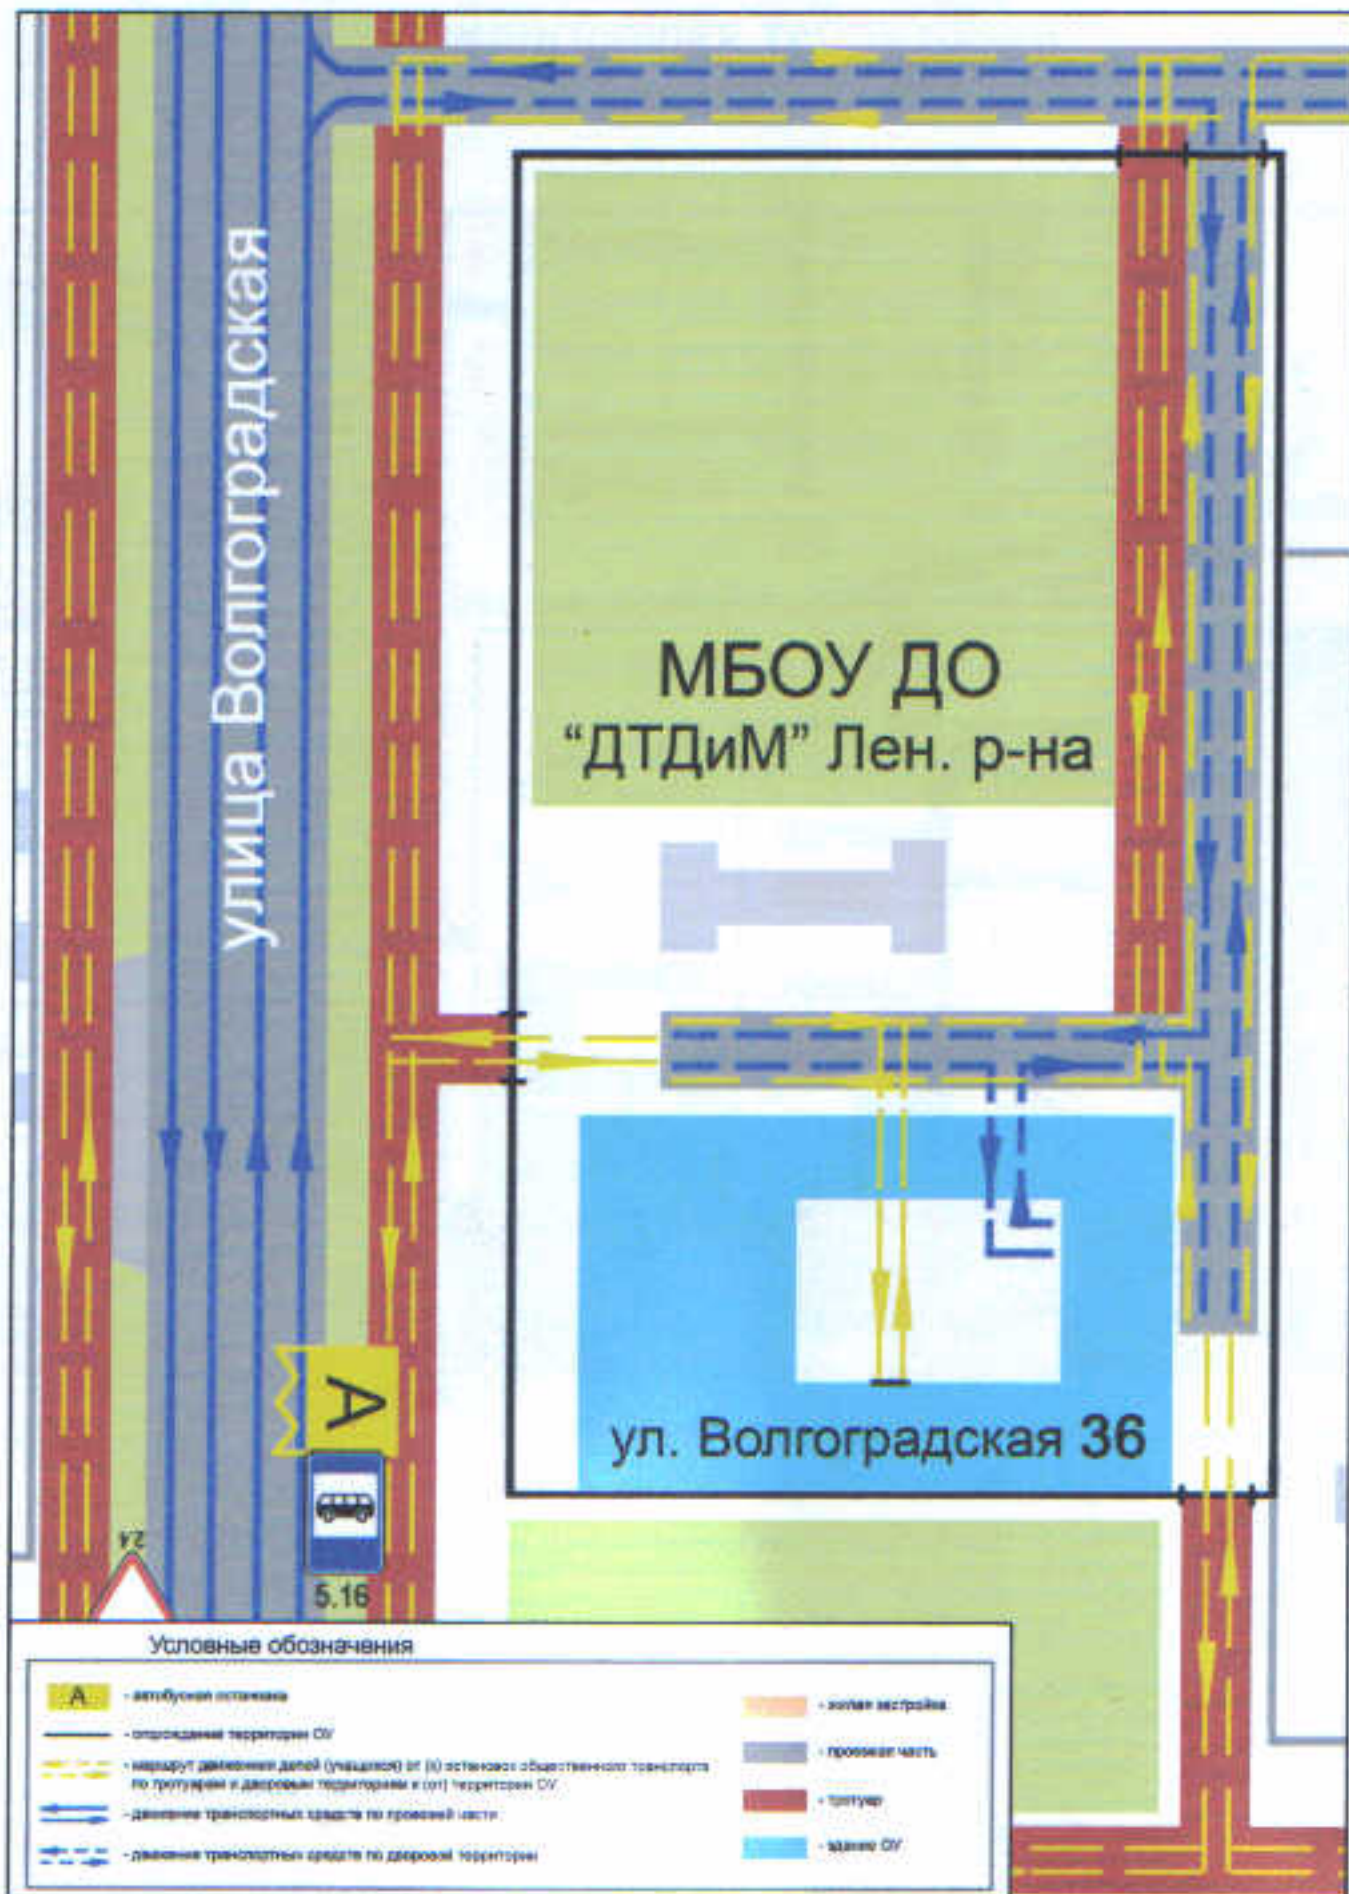 улица Волгоградская
МБОУ ДО
“ДТДиМ” Лен. р-на
ул. Волгоградская 36
А
5.16
2.4
Условные обозначения
А - автобусная остановка
- ограждение территории ОУ
- маршрут движения детей (учащихся) от (к) остановок общественного транспорта
по тротуарам и дворовым территориям к (от) территории ОУ
- движение транспортных средств по проезжей части
- движение транспортных средств по дворовой территории
- жилая застройка
- проезжая часть
- тротуар
- здание ОУ